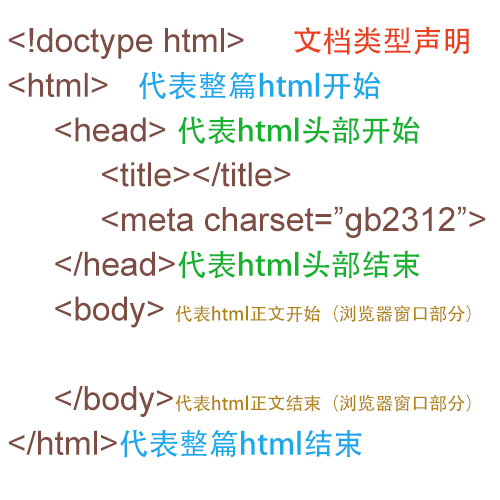 <!doctype html> 文档类型声明
<html> 代表整篇html开始
<head> 代表html头部开始
<title></title>
<meta charset=”gb2312”>
</head>代表html头部结束
<body> 代表html正文开始（浏览器窗口部分）
</body>代表html正文结束（浏览器窗口部分）
</html>代表整篇html结束